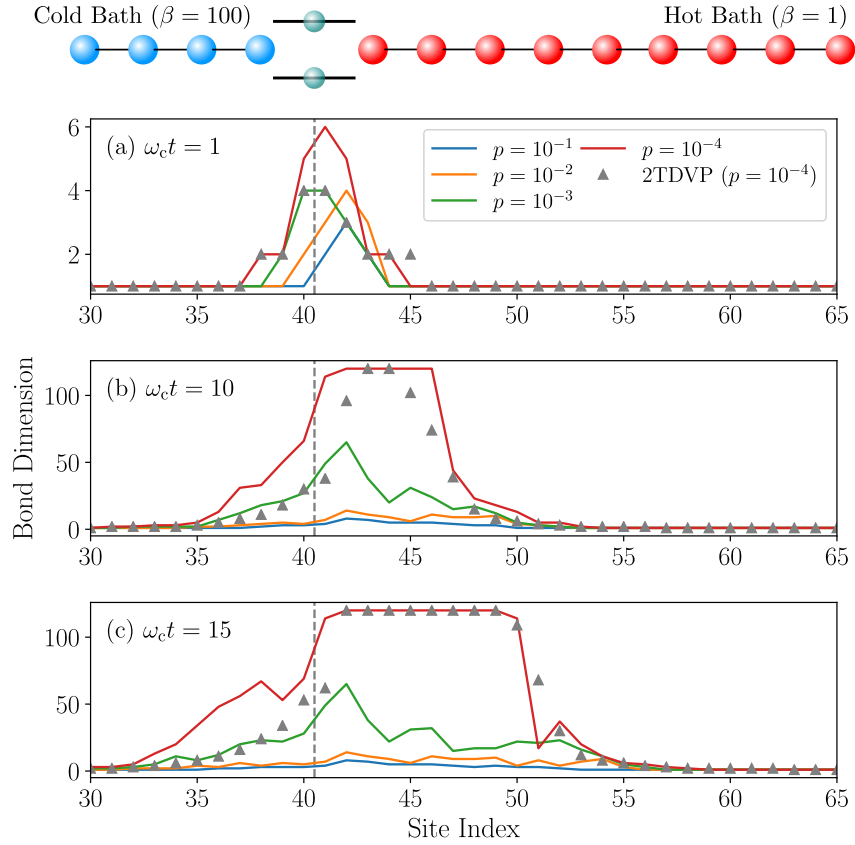 Cold Bath (β = 100)
Hot Bath (β = 1)
(a) ω_c t = 1
p = 10⁻¹
p = 10⁻²
p = 10⁻³
p = 10⁻⁴
2TDVP (p = 10⁻⁴)
6
4
2
30 35 40 45 50 55 60 65
(b) ω_c t = 10
100
50
0
30 35 40 45 50 55 60 65
Bond Dimension
(c) ω_c t = 15
100
50
0
30 35 40 45 50 55 60 65
Site Index